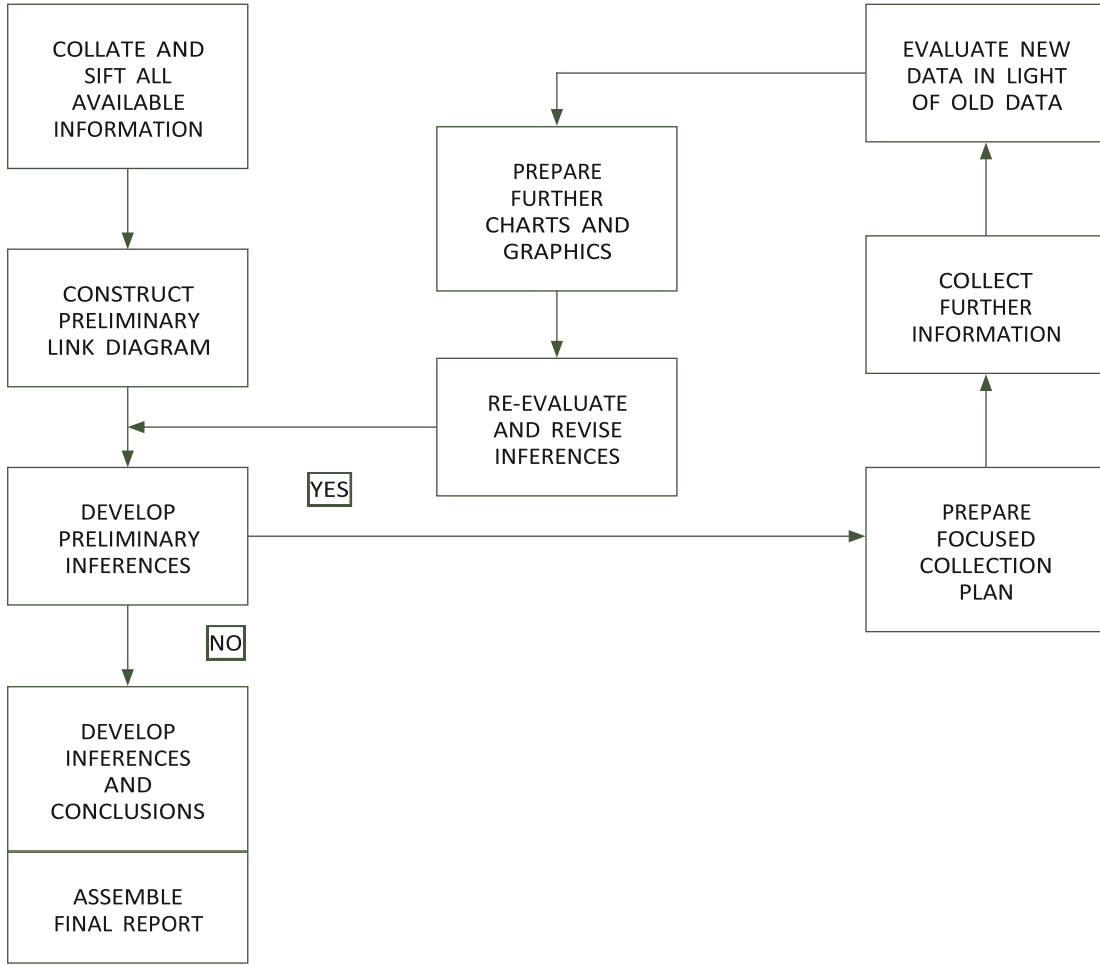 COLLATE AND
SIFT ALL
AVAILABLE
INFORMATION
CONSTRUCT
PRELIMINARY
LINK DIAGRAM
DEVELOP
PRELIMINARY
INFERENCES
NO
DEVELOP
INFERENCES
AND
CONCLUSIONS
ASSEMBLE
FINAL REPORT
YES
PREPARE
FOCUSED
COLLECTION
PLAN
COLLECT
FURTHER
INFORMATION
EVALUATE NEW
DATA IN LIGHT
OF OLD DATA
PREPARE
FURTHER
CHARTS AND
GRAPHICS
RE-EVALUATE
AND REVISE
INFERENCES